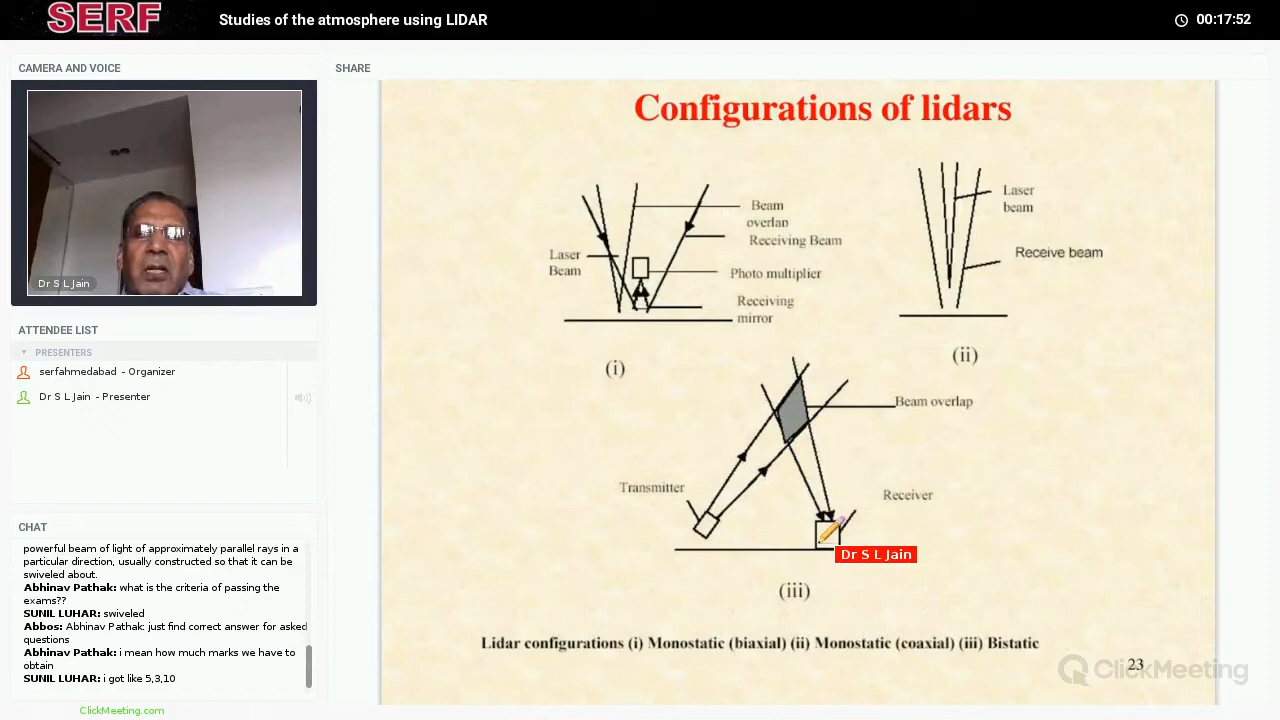 SERF
Studies of the atmosphere using LIDAR
00:17:52
CAMERA AND VOICE
Dr S L Jain
ATTENDEE LIST
PRESENTERS
serfahmedabad - Organizer
Dr S L Jain - Presenter
CHAT
powerful beam of light of approximately parallel rays in a
particular direction, usually constructed so that it can be
swiveled about.
Abhinav Pathak: what is the criteria of passing the
exams??
SUNIL LUHAR: swiveled
Abbos: Abhinav Pathak: just find correct answer for asked
questions
Abhinav Pathak: i mean how much marks we have to
obtain
SUNIL LUHAR: i got like 5,3,10
ClickMeeting.com
SHARE
Configurations of lidars
Beam
overlap
Receiving Beam
Laser
Beam
Photo multiplier
Receiving
mirror
(i)
Laser
beam
Receive beam
(ii)
Beam overlap
Transmitter
Receiver
Dr S L Jain
(iii)
Lidar configurations (i) Monostatic (biaxial) (ii) Monostatic (coaxial) (iii) Bistatic
23
ClickMeeting